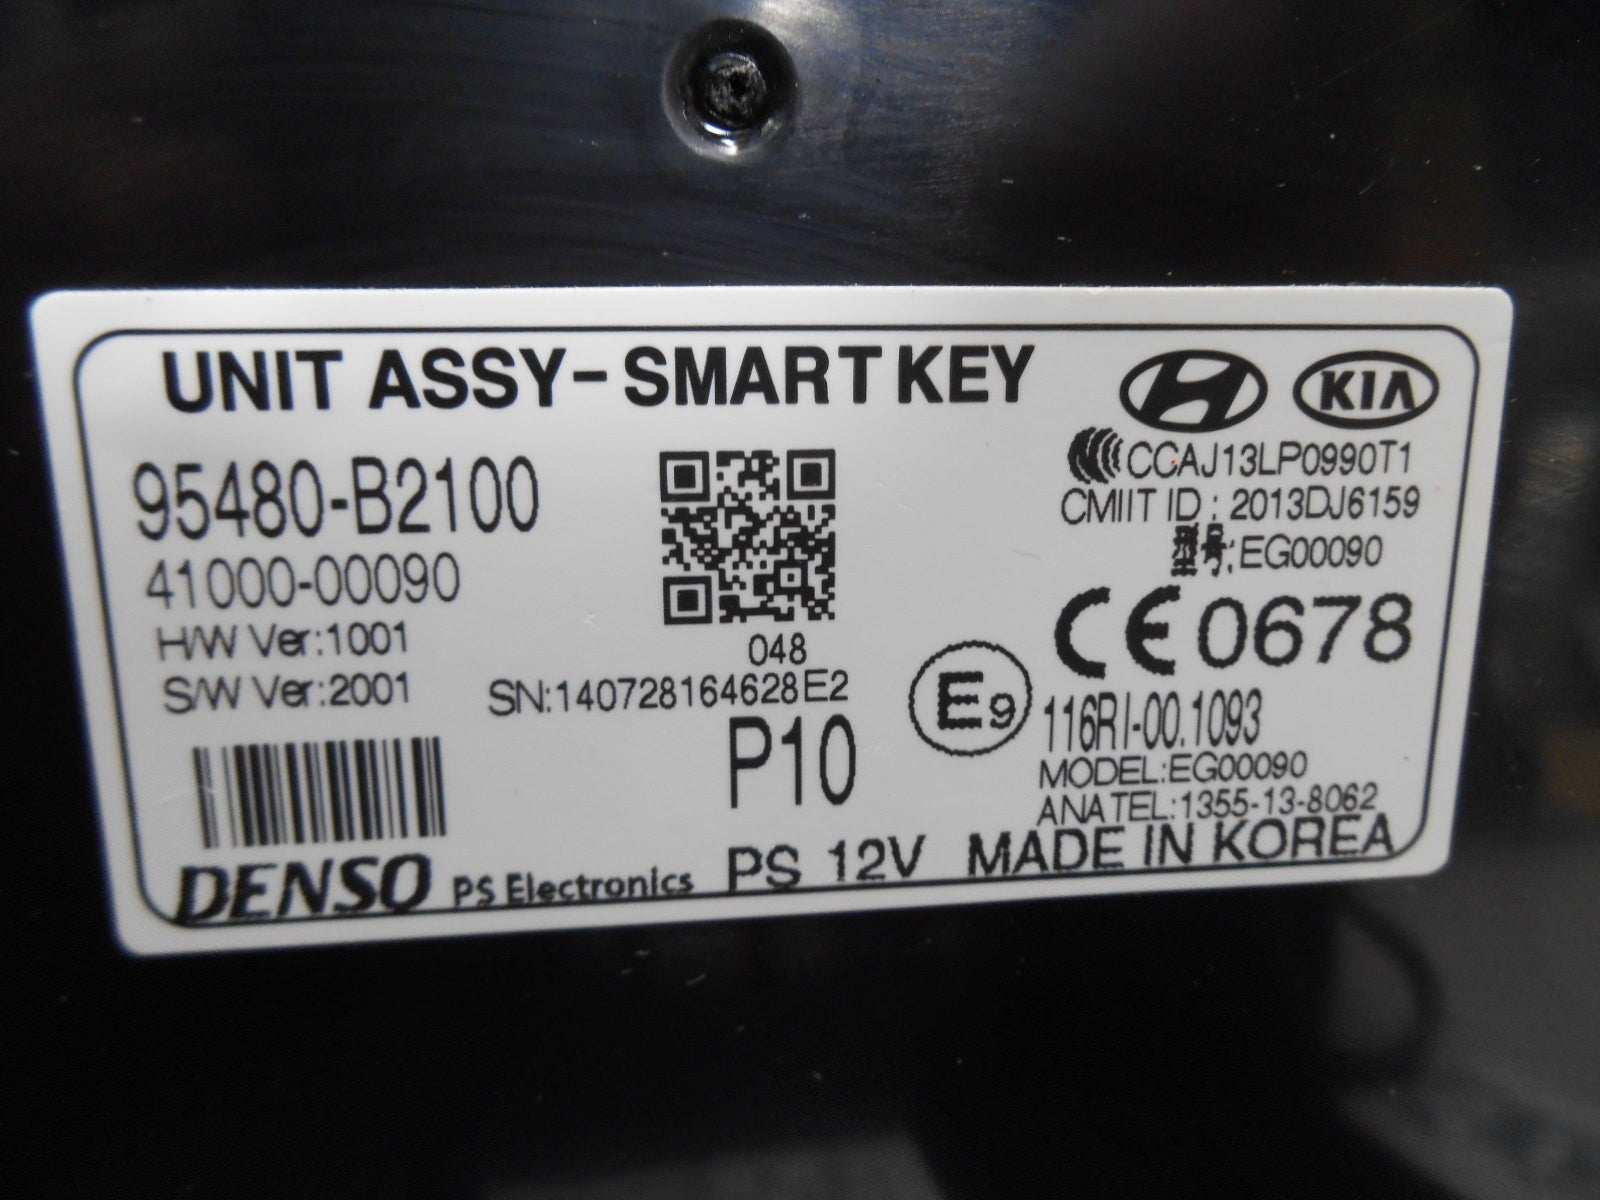 UNIT ASSY-SMART KEY
KIA
95480-B2100
41000-00090
H/W Ver:1001
S/W Ver:2001
048
SN:140728164628E2
P10
CCAJ13LP0990T1
CMIIT ID : 2013DJ6159
型号: EG00090
CE 0678
E9
116RI-00.1093
MODEL:EG00090
ANATEL:1355-13-8062
DENSO PS Electronics PS 12V MADE IN KOREA